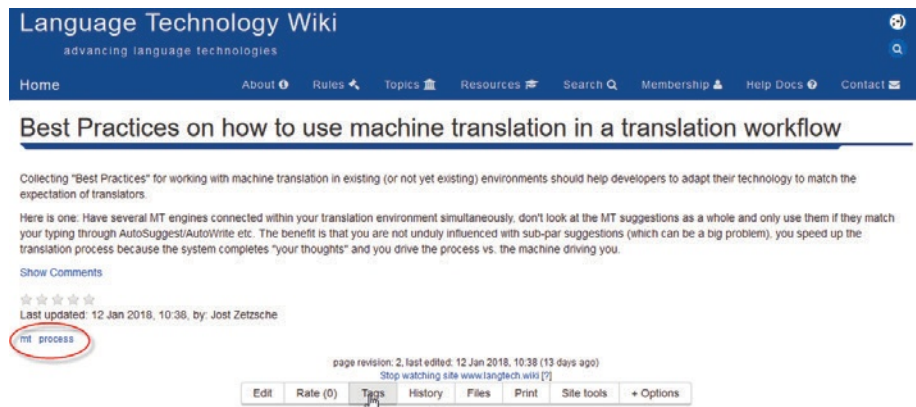 Language Technology Wiki
advancing language technologies
Home About Rules Topics Resources Search Membership Help Docs Contact
Best Practices on how to use machine translation in a translation workflow
Collecting "Best Practices" for working with machine translation in existing (or not yet existing) environments should help developers to adapt their technology to match the
expectation of translators.
Here is one: Have several MT engines connected within your translation environment simultaneously, don't look at the MT suggestions as a whole and only use them if they match
your typing through AutoSuggest/AutoWrite etc. The benefit is that you are not unduly influenced with sub-par suggestions (which can be a big problem), you speed up the
translation process because the system completes "your thoughts" and you drive the process vs. the machine driving you.
Show Comments
Last updated: 12 Jan 2018, 10:38, by: Jost Zetzsche
mt process
page revision: 2, last edited: 12 Jan 2018, 10:38 (13 days ago)
Stop watching site www.langtech.wiki [?]
Edit Rate (0) Tags History Files Print Site tools + Options